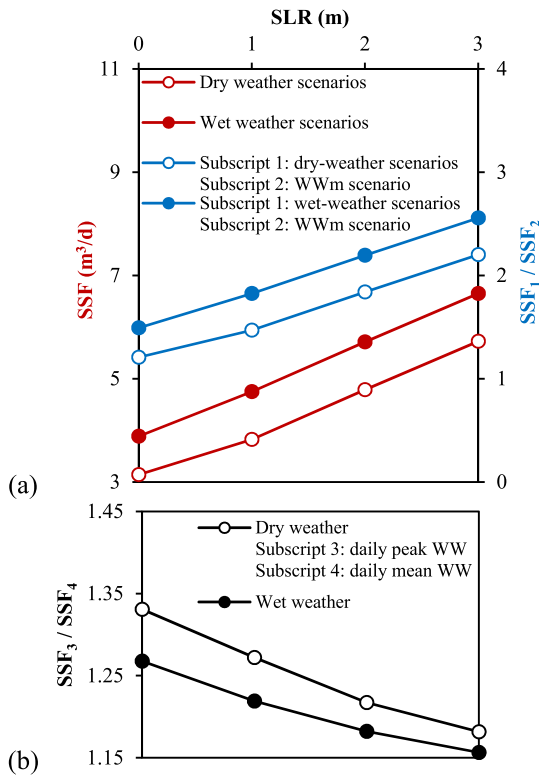 SLR (m)
0 1 2 3
11 4
Dry weather scenarios
Wet weather scenarios
9 3
Subscript 1: dry-weather scenarios
Subscript 2: WWm scenario
Subscript 1: wet-weather scenarios
Subscript 2: WWm scenario
7 2
SSF (m³/d)
SSF₁ / SSF₂
5 1
3 0
(a)
1.45
Dry weather
Subscript 3: daily peak WW
Subscript 4: daily mean WW
1.35
Wet weather
SSF₃ / SSF₄
1.25
1.15
(b)